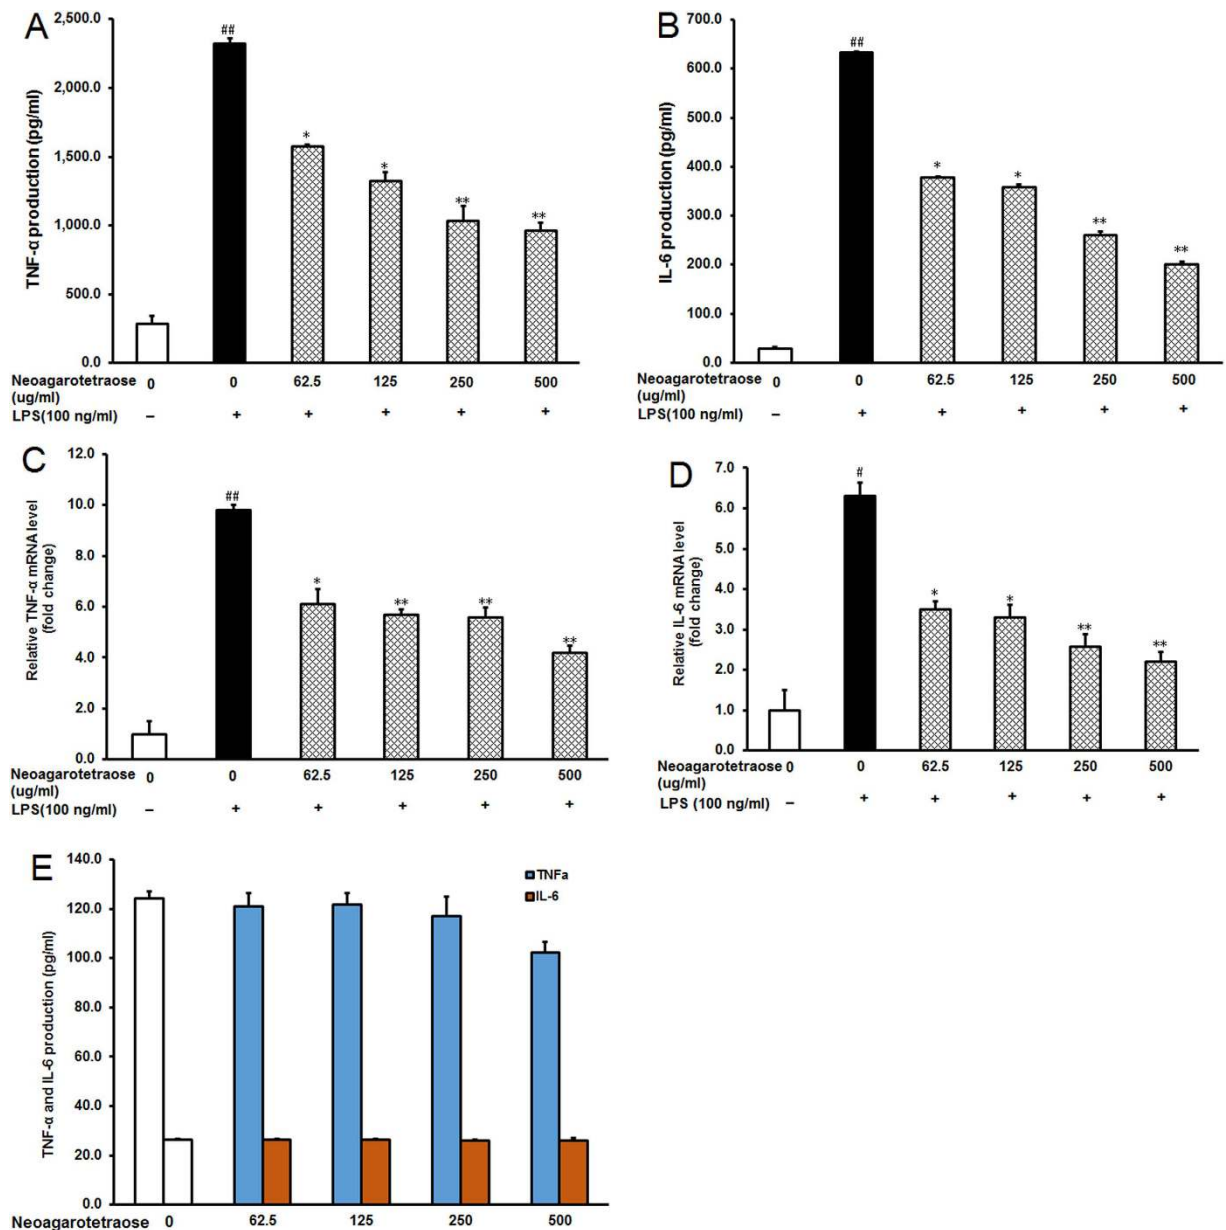 A
TNF-α production (pg/ml)
2,500.0
2,000.0
1,500.0
1,000.0
500.0
0.0
##
*
*
**
**
Neoagarotetraose 0 0 62.5 125 250 500
(ug/ml)
LPS(100 ng/ml) – + + + + +
B
IL-6 production (pg/ml)
700.0
600.0
500.0
400.0
300.0
200.0
100.0
0.0
##
*
*
**
**
Neoagarotetraose 0 0 62.5 125 250 500
(ug/ml)
LPS(100 ng/ml) – + + + + +
C
Relative TNF-α mRNA level
(fold change)
12.0
10.0
8.0
6.0
4.0
2.0
0.0
##
*
**
**
**
Neoagarotetraose 0 0 62.5 125 250 500
(ug/ml)
LPS(100 ng/ml) – + + + + +
D
Relative IL-6 mRNA level
(fold change)
7.0
6.0
5.0
4.0
3.0
2.0
1.0
0.0
#
*
*
**
**
Neoagarotetraose 0 0 62.5 125 250 500
(ug/ml)
LPS (100 ng/ml) – + + + + +
E
TNF-α and IL-6 production (pg/ml)
140.0
120.0
100.0
80.0
60.0
40.0
20.0
0.0
TNFa
IL-6
Neoagarotetraose 0 62.5 125 250 500